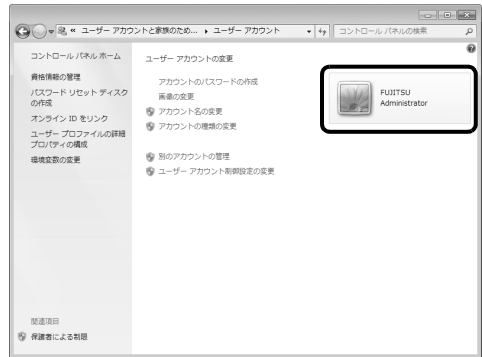 « ユーザー アカウントと家族のため... ▸ ユーザー アカウント
コントロール パネルの検索
コントロール パネル ホーム
資格情報の管理
パスワード リセット ディスク
の作成
オンライン ID をリンク
ユーザー プロファイルの詳細
プロパティの構成
環境変数の変更
関連項目
保護者による制限
ユーザー アカウントの変更
アカウントのパスワードの作成
画像の変更
アカウント名の変更
アカウントの種類の変更
別のアカウントの管理
ユーザー アカウント制御設定の変更
FUJITSU
Administrator